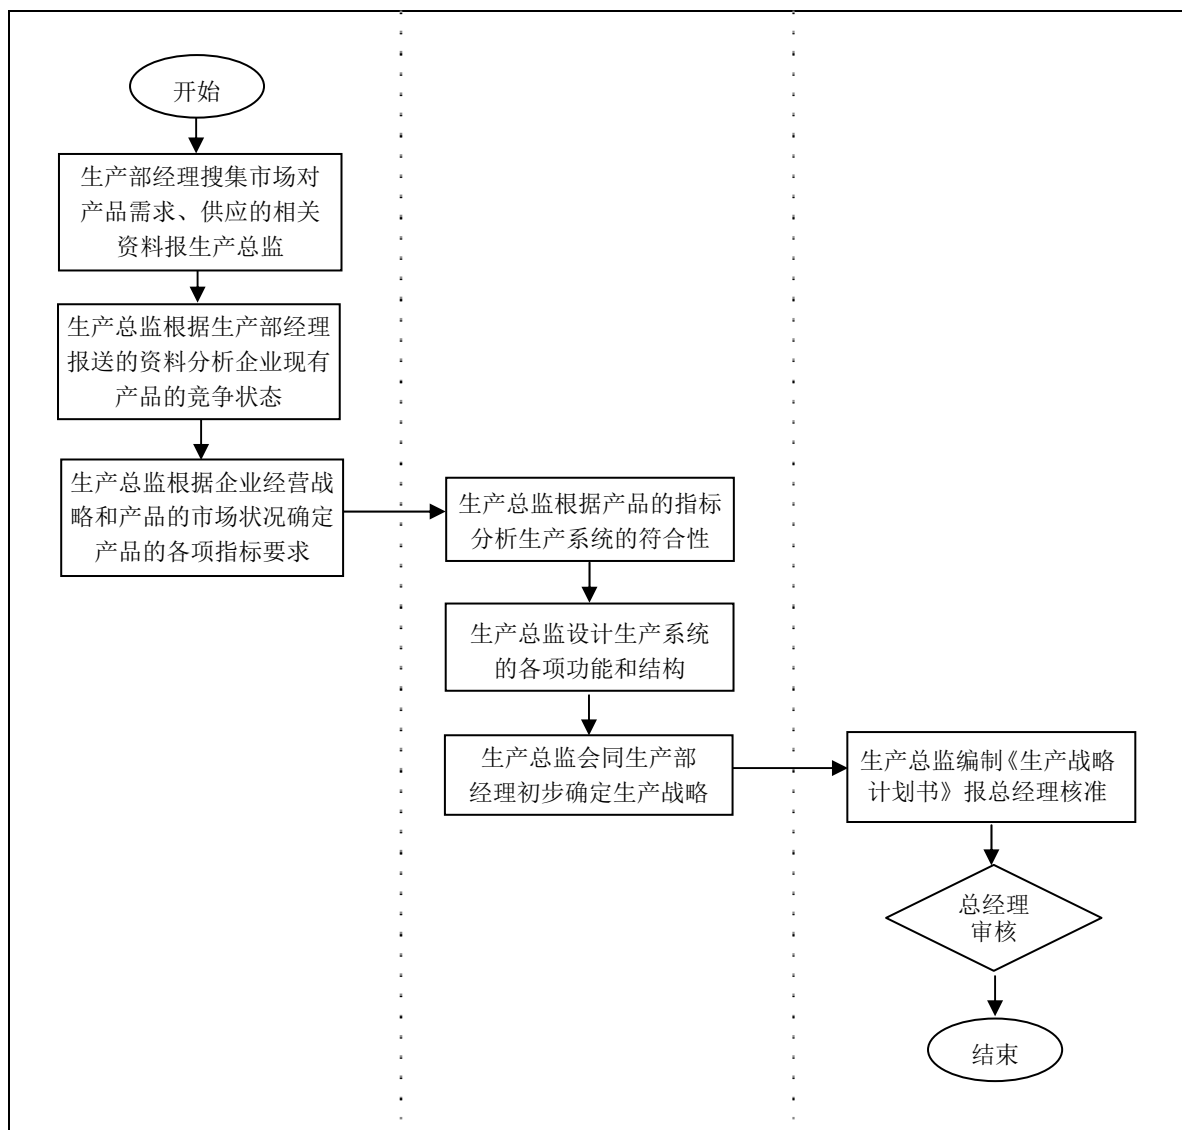 开始
生产部经理搜集市场对
产品需求、供应的相关
资料报生产总监
生产总监根据生产部经理
报送的资料分析企业现有
产品的竞争状态
生产总监根据企业经营战
略和产品的市场状况确定
产品的各项指标要求
生产总监根据产品的指标
分析生产系统的符合性
生产总监设计生产系统
的各项功能和结构
生产总监会同生产部
经理初步确定生产战略
生产总监编制《生产战略
计划书》报总经理核准
总经理
审核
结束